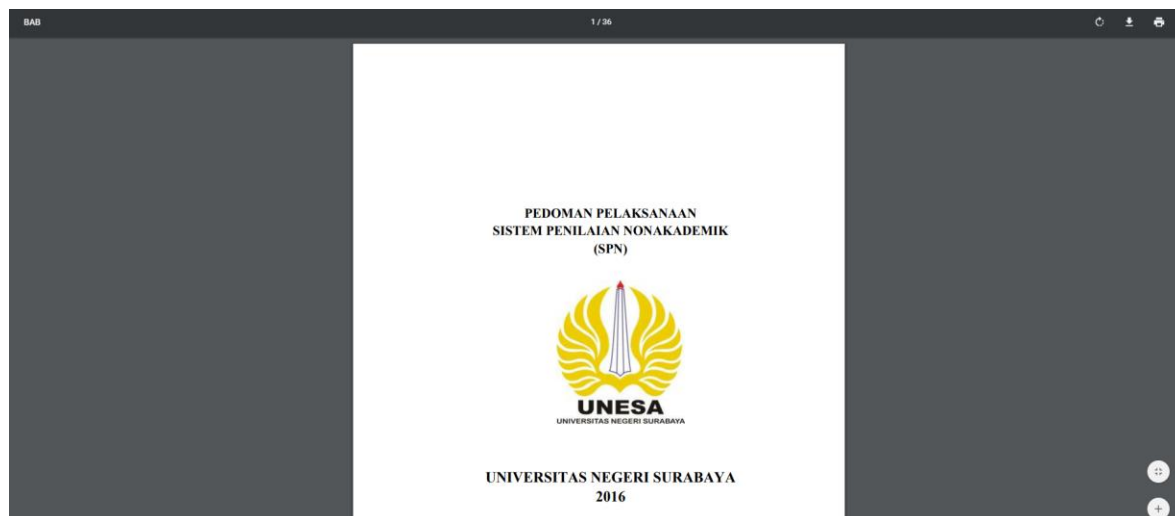 BAB
1 / 36
PEDOMAN PELAKSANAAN
SISTEM PENILAIAN NONAKADEMIK
(SPN)
UNESA
UNIVERSITAS NEGERI SURABAYA
UNIVERSITAS NEGERI SURABAYA
2016